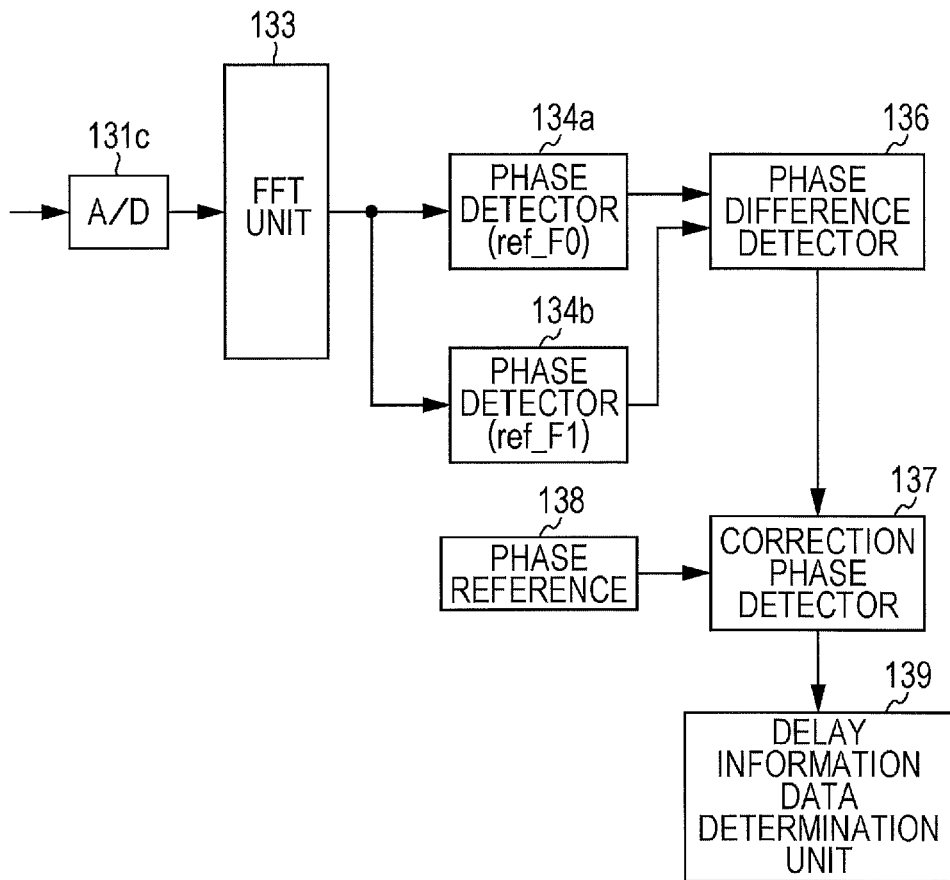 133
131c
A/D
FFT
UNIT
134a
PHASE
DETECTOR
(ref_F0)
136
PHASE
DIFFERENCE
DETECTOR
134b
PHASE
DETECTOR
(ref_F1)
138
PHASE
REFERENCE
137
CORRECTION
PHASE
DETECTOR
139
DELAY
INFORMATION
DATA
DETERMINATION
UNIT